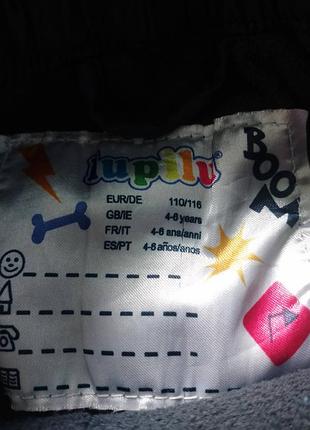 lupilu
EUR/DE 110/116
GB/IE 4-6 years
FR/IT 4-6 ans/anni
ES/PT 4-6 años/anos
BOOM